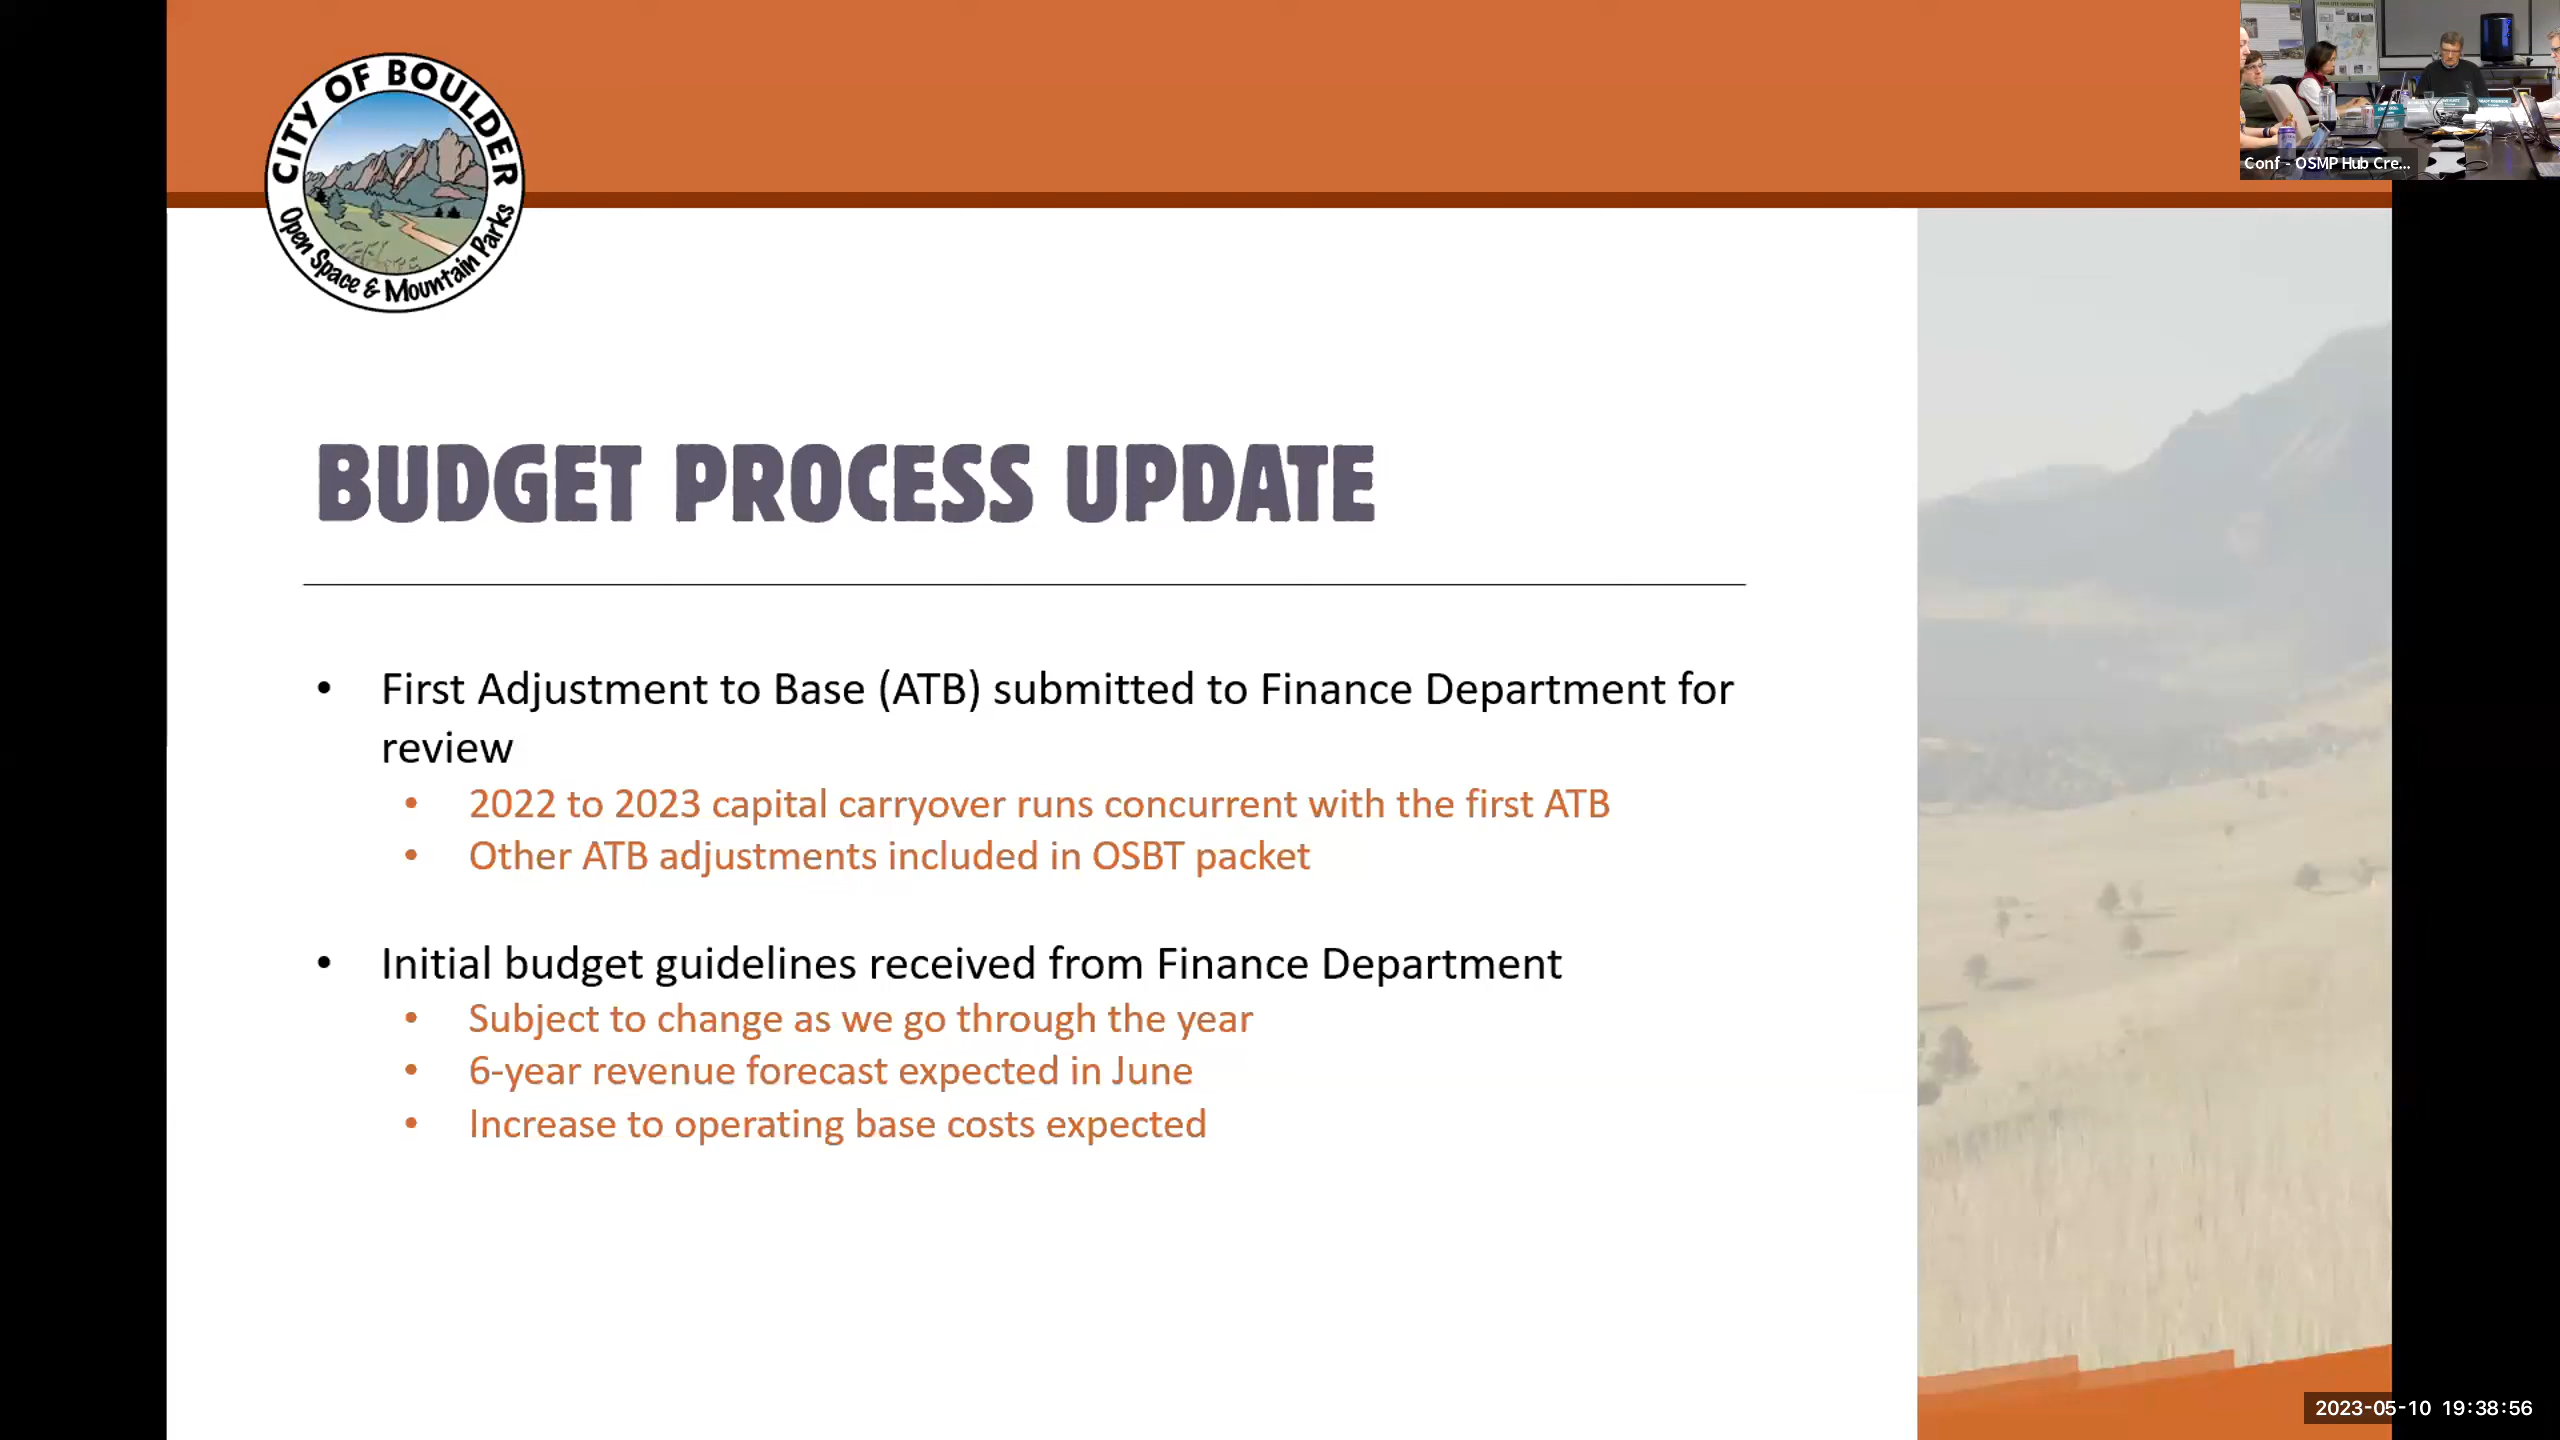 CITY OF BOULDER
Open Space & Mountain Parks
Conf - OSMP Hub Cre...
BUDGET PROCESS UPDATE
• First Adjustment to Base (ATB) submitted to Finance Department for
review
• 2022 to 2023 capital carryover runs concurrent with the first ATB
• Other ATB adjustments included in OSBT packet
• Initial budget guidelines received from Finance Department
• Subject to change as we go through the year
• 6-year revenue forecast expected in June
• Increase to operating base costs expected
2023-05-10 19:38:56